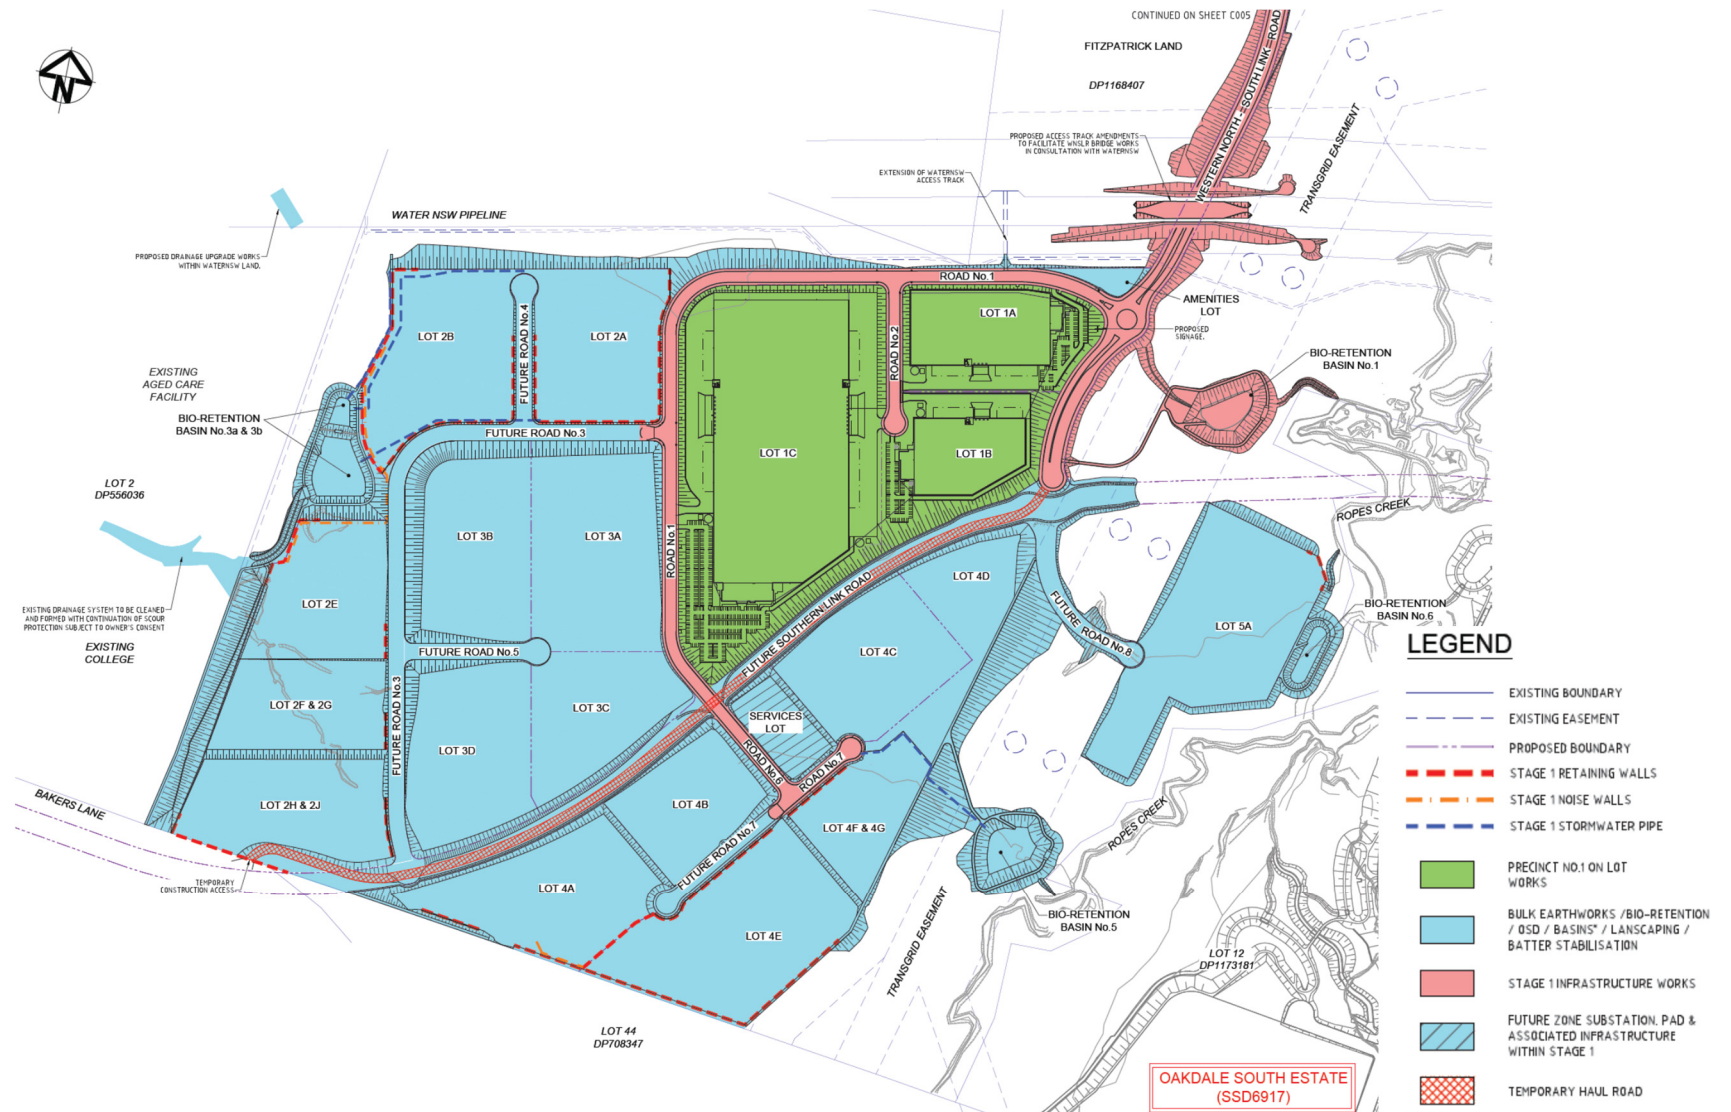 CONTINUED ON SHEET C005
FITZPATRICK LAND
DP1168407
WESTERN NORTH - SOUTH LINK - ROAD
TRANSGRID EASEMENT
N
PROPOSED ACCESS TRACK AMENDMENTS
TO FACILITATE WNSLR BRIDGE WORKS
IN CONSULTATION WITH WATERNSW
EXTENSION OF WATERNSW
ACCESS TRACK
WATER NSW PIPELINE
PROPOSED DRAINAGE UPGRADE WORKS
WITHIN WATERNSW LAND.
ROAD No.1
AMENITIES
LOT
LOT 1A
PROPOSED
SIGNAGE.
LOT 2B
FUTURE ROAD No.4
LOT 2A
ROAD No.2
BIO-RETENTION
BASIN No.1
EXISTING
AGED CARE
FACILITY
BIO-RETENTION
BASIN No.3a & 3b
FUTURE ROAD No.3
LOT 1C
LOT 1B
LOT 2
DP556036
ROPES CREEK
LOT 3B
LOT 3A
ROAD No.1
LOT 4D
LOT 2E
FUTURE SOUTHERN LINK ROAD
FUTURE ROAD No.8
LOT 5A
BIO-RETENTION
BASIN No.6
EXISTING DRAINAGE SYSTEM TO BE CLEANED
AND FORMED WITH CONTINUATION OF SCOUR
PROTECTION SUBJECT TO OWNER'S CONSENT
EXISTING
COLLEGE
FUTURE ROAD No.5
LOT 4C
LOT 2F & 2G
FUTURE ROAD No.3
LOT 3C
SERVICES
LOT
LOT 3D
ROAD No.6
ROAD No.7
BAKERS LANE
LOT 2H & 2J
LOT 4B
LOT 4F & 4G
FUTURE ROAD No.7
ROPES CREEK
TEMPORARY
CONSTRUCTION ACCESS
LOT 4A
LOT 4E
BIO-RETENTION
BASIN No.5
TRANSGRID EASEMENT
LOT 12
DP1173181
LOT 44
DP708347
OAKDALE SOUTH ESTATE
(SSD6917)
LEGEND
EXISTING BOUNDARY
EXISTING EASEMENT
PROPOSED BOUNDARY
STAGE 1 RETAINING WALLS
STAGE 1 NOISE WALLS
STAGE 1 STORMWATER PIPE
PRECINCT NO.1 ON LOT
WORKS
BULK EARTHWORKS /BIO-RETENTION
/ OSD / BASINS* / LANSCAPING /
BATTER STABILISATION
STAGE 1 INFRASTRUCTURE WORKS
FUTURE ZONE SUBSTATION. PAD &
ASSOCIATED INFRASTRUCTURE
WITHIN STAGE 1
TEMPORARY HAUL ROAD